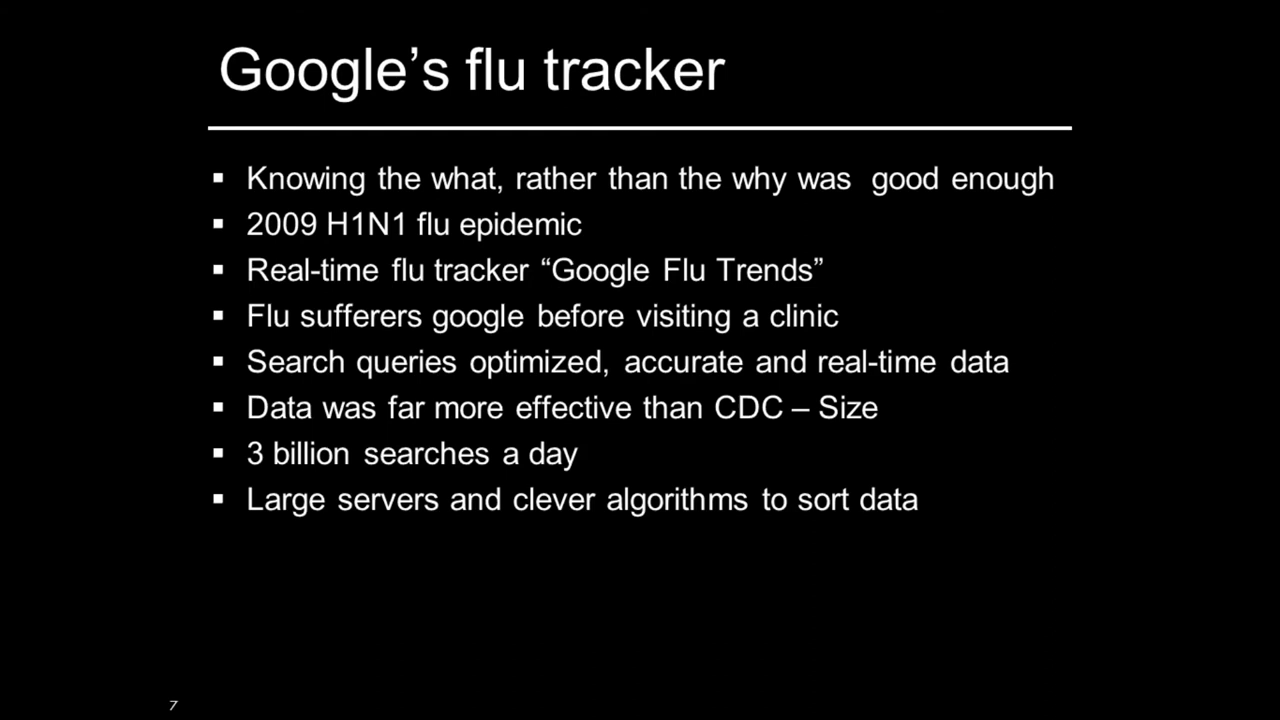 Google’s flu tracker
▪ Knowing the what, rather than the why was  good enough
▪ 2009 H1N1 flu epidemic
▪ Real-time flu tracker “Google Flu Trends”
▪ Flu sufferers google before visiting a clinic
▪ Search queries optimized, accurate and real-time data
▪ Data was far more effective than CDC – Size
▪ 3 billion searches a day
▪ Large servers and clever algorithms to sort data
7